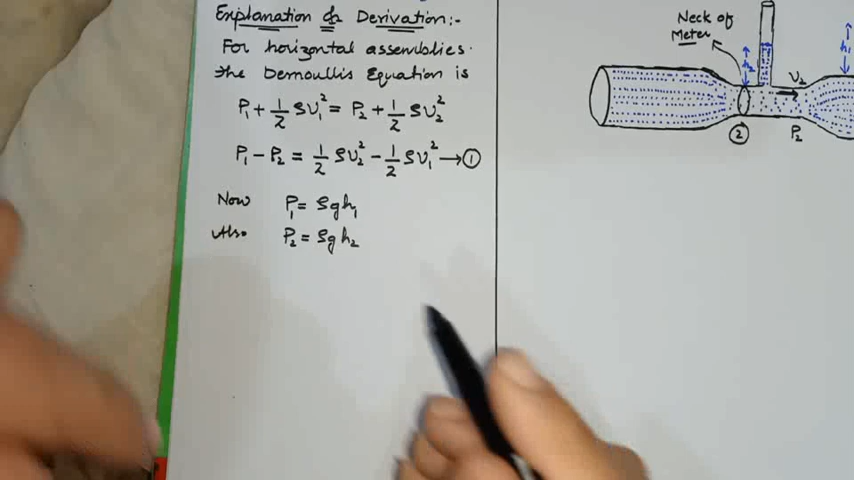 Explanation & Derivation:-
For horizontal assemblies.
the Bernoullis Equation is
P₁ + 1/2 ρv₁² = P₂ + 1/2 ρv₂²
P₁ - P₂ = 1/2 ρv₂² - 1/2 ρv₁² → ①
Now P₁ = ρgh₁
Also P₂ = ρgh₂
Neck of
Meter
h₂
h₁
v₂
②
P₂